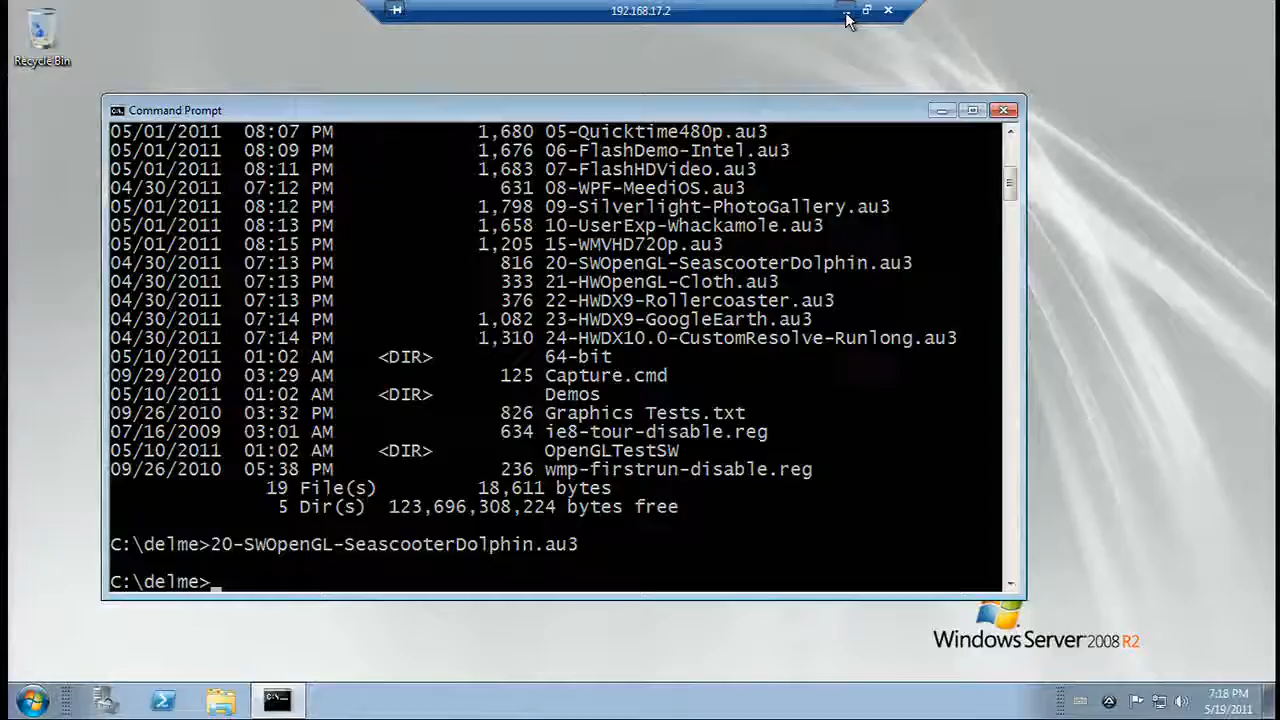 192.168.17.2
Recycle Bin
Command Prompt
05/01/2011  08:07 PM             1,680 05-Quicktime480p.au3
05/01/2011  08:09 PM             1,676 06-FlashDemo-Intel.au3
05/01/2011  08:11 PM             1,683 07-FlashHDVideo.au3
04/30/2011  07:12 PM               631 08-WPF-MeediOS.au3
05/01/2011  08:12 PM             1,798 09-Silverlight-PhotoGallery.au3
05/01/2011  08:13 PM             1,658 10-UserExp-Whackamole.au3
05/01/2011  08:15 PM             1,205 15-WMVHD720p.au3
04/30/2011  07:13 PM               816 20-SWOpenGL-SeascooterDolphin.au3
04/30/2011  07:13 PM               333 21-HWOpenGL-Cloth.au3
04/30/2011  07:13 PM               376 22-HWDX9-Rollercoaster.au3
04/30/2011  07:14 PM             1,082 23-HWDX9-GoogleEarth.au3
04/30/2011  07:14 PM             1,310 24-HWDX10.0-CustomResolve-Runlong.au3
05/10/2011  01:02 AM    <DIR>          64-bit
09/29/2010  03:29 AM               125 Capture.cmd
05/10/2011  01:02 AM    <DIR>          Demos
09/26/2010  03:32 PM               826 Graphics Tests.txt
07/16/2009  03:01 AM               634 ie8-tour-disable.reg
05/10/2011  01:02 AM    <DIR>          OpenGLTestSW
09/26/2010  05:38 PM               236 wmp-firstrun-disable.reg
19 File(s)         18,611 bytes
5 Dir(s)  123,696,308,224 bytes free
C:\delme>20-SWOpenGL-SeascooterDolphin.au3
C:\delme>_
Windows Server 2008 R2
7:18 PM
5/19/2011